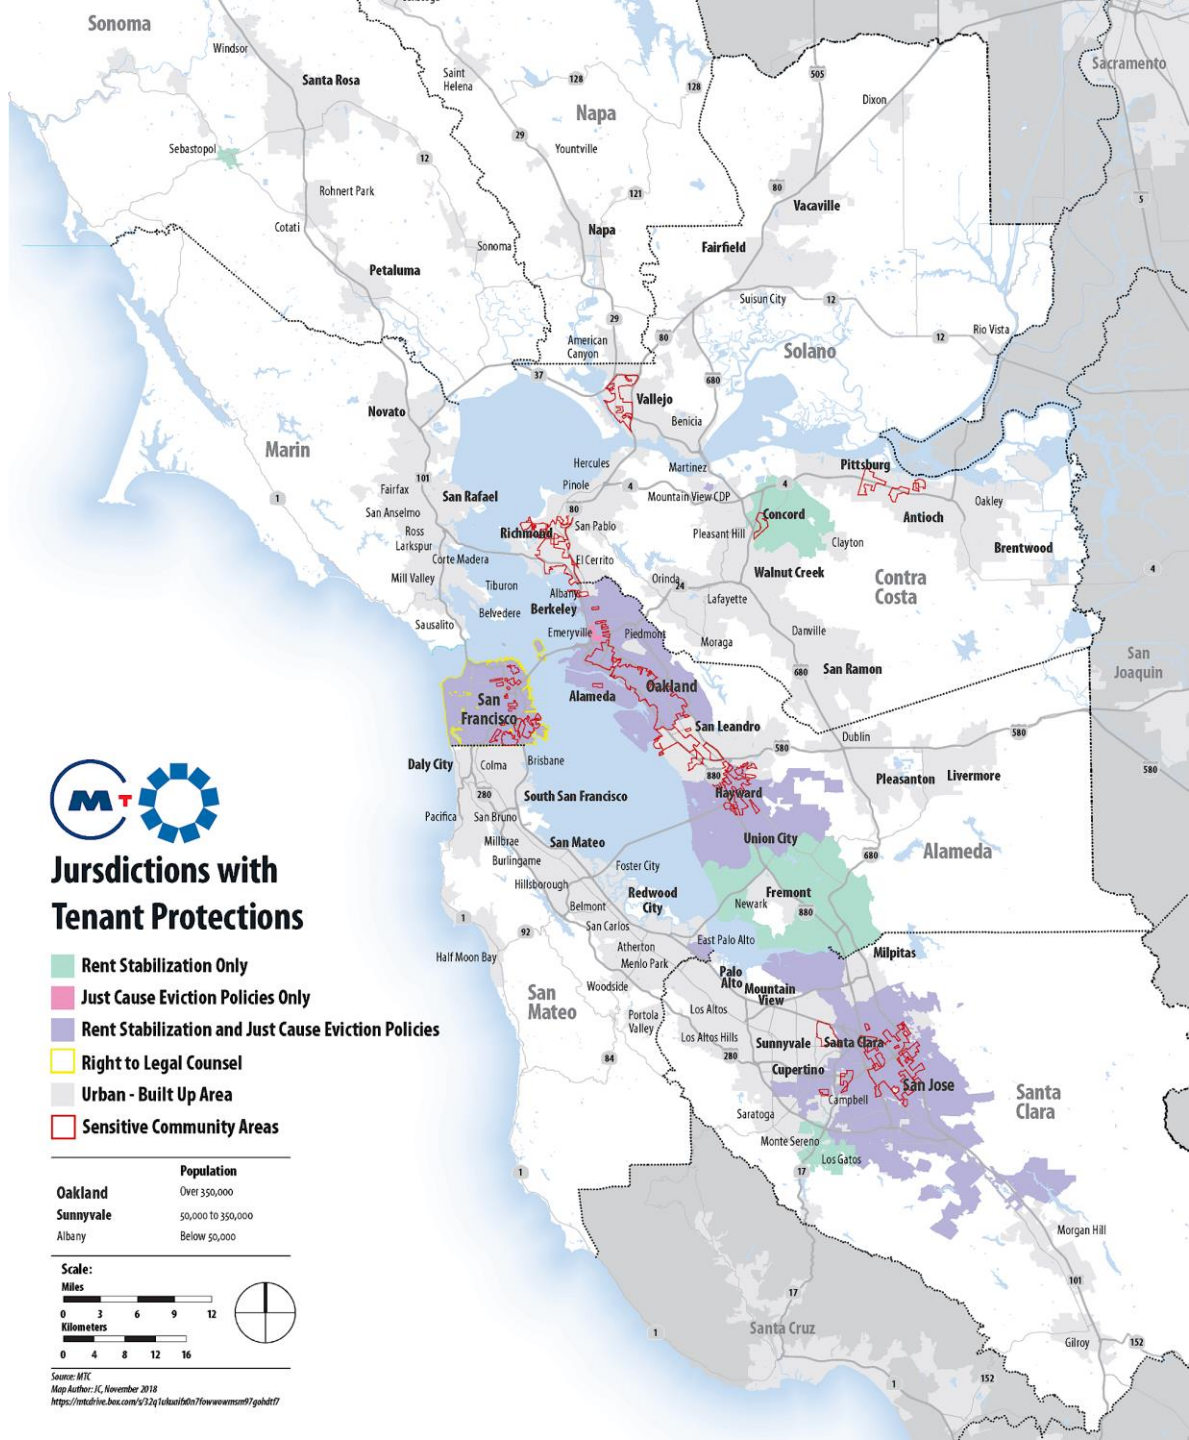 Sonoma
Windsor
Santa Rosa
Saint
Helena
128
128
505
Sacramento
Napa
Dixon
Sebastopol
29
Yountville
12
5
Rohnert Park
121
80
Vacaville
Cotati
Napa
Sonoma
Fairfield
Petaluma
Suisun City
12
29
Rio Vista
American
Canyon
80
12
Solano
37
680
Vallejo
Novato
Benicia
Marin
Hercules
Martinez
Pittsburg
101
Pinole
4
4
Fairfax
San Rafael
Mountain View CDP
Oakley
1
80
San Anselmo
Concord
Antioch
Richmond
San Pablo
Ross
Pleasant Hill
Larkspur
Clayton
Brentwood
Corte Madera
El Cerrito
4
Mill Valley
Tiburon
Orinda
24
Walnut Creek
Contra
Costa
Albany
Lafayette
Belvedere
Berkeley
Sausalito
Emeryville
Piedmont
Danville
Moraga
San
Joaquin
680
San Ramon
San
Francisco
Alameda
Oakland
San Leandro
580
Dublin
580
Daly City
Colma
Brisbane
580
880
Pleasanton
Livermore
280
South San Francisco
Hayward
Pacifica
San Bruno
Millbrae
San Mateo
Union City
Burlingame
680
Alameda
Foster City
Hillsborough
Redwood
City
Fremont
Belmont
Newark
880
1
92
San Carlos
East Palo Alto
Half Moon Bay
Atherton
Milpitas
Menlo Park
Palo
Alto
Mountain
View
Woodside
San
Mateo
Portola
Valley
Los Altos
Los Altos Hills
Sunnyvale
Santa Clara
84
280
Cupertino
San Jose
Santa
Clara
Campbell
Saratoga
Monte Sereno
Los Gatos
1
17
Morgan Hill
101
17
Santa Cruz
1
Gilroy
152
152
1
M T
Jursdictions with
Tenant Protections
Rent Stabilization Only
Just Cause Eviction Policies Only
Rent Stabilization and Just Cause Eviction Policies
Right to Legal Counsel
Urban - Built Up Area
Sensitive Community Areas
Population
Oakland Over 350,000
Sunnyvale 50,000 to 350,000
Albany Below 50,000
Scale:
Miles
0 3 6 9 12
Kilometers
0 4 8 12 16
Source: MTC
Map Author: JC, November 2018